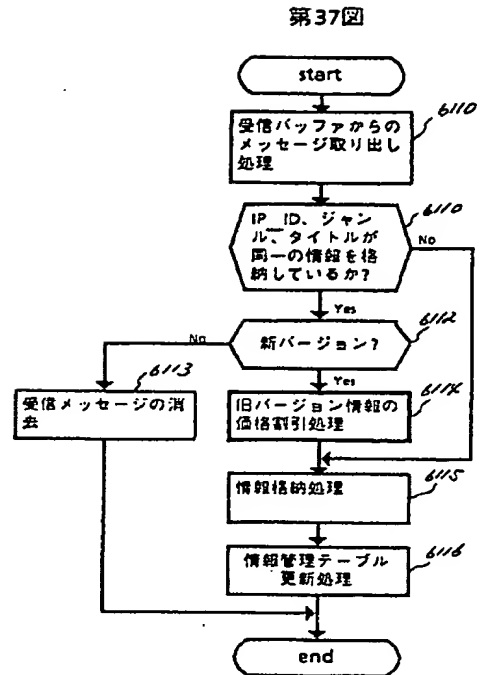 第37図
start
6110
受信バッファからの
メッセージ取り出し
処理
6110
IP_ID、ジャン
ル、タイトルが
同一の情報を格
納しているか?
No
Yes
6112
新バージョン?
No
Yes
6113
受信メッセージの消
去
6114
旧バージョン情報の
価格割引処理
6115
情報格納処理
6116
情報管理テーブル
更新処理
end